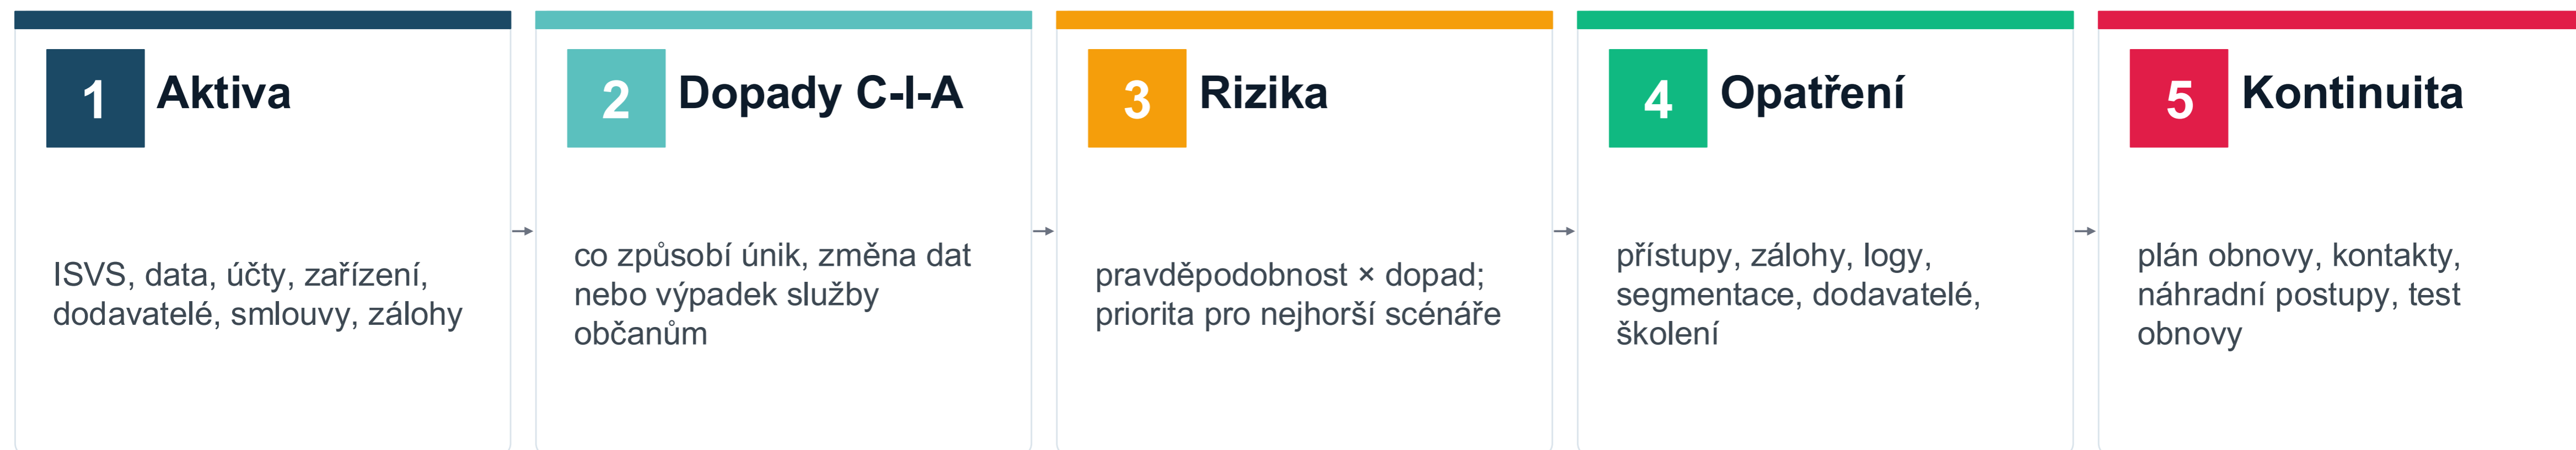 1 Aktiva
ISVS, data, účty, zařízení,
dodavatelé, smlouvy, zálohy
2 Dopady C-I-A
co způsobí únik, změna dat
nebo výpadek služby
občanům
3 Rizika
pravděpodobnost × dopad;
priorita pro nejhorší scénáře
4 Opatření
přístupy, zálohy, logy,
segmentace, dodavatelé,
školení
5 Kontinuita
plán obnovy, kontakty,
náhradní postupy, test
obnovy